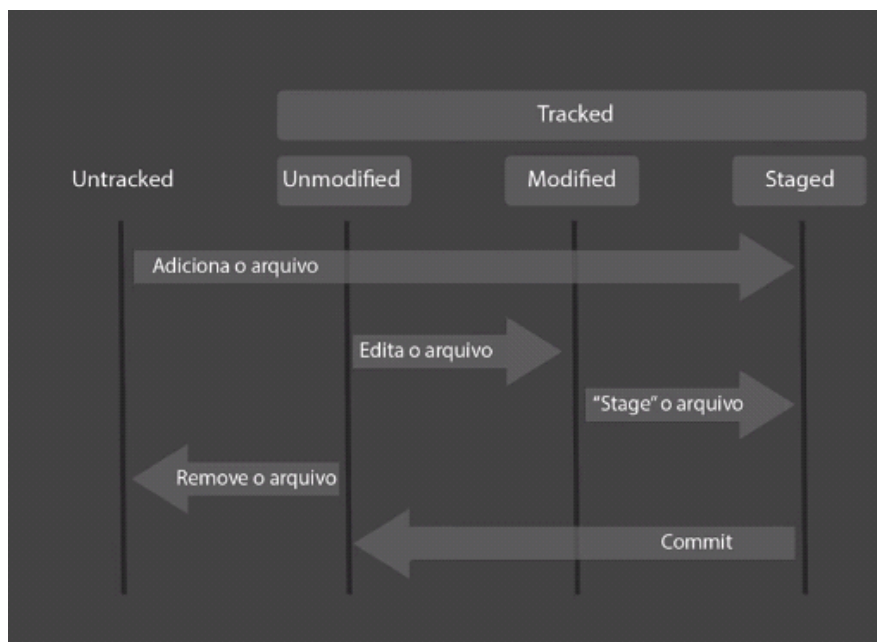 Tracked
Untracked
Unmodified
Modified
Staged
Adiciona o arquivo
Edita o arquivo
“Stage” o arquivo
Remove o arquivo
Commit